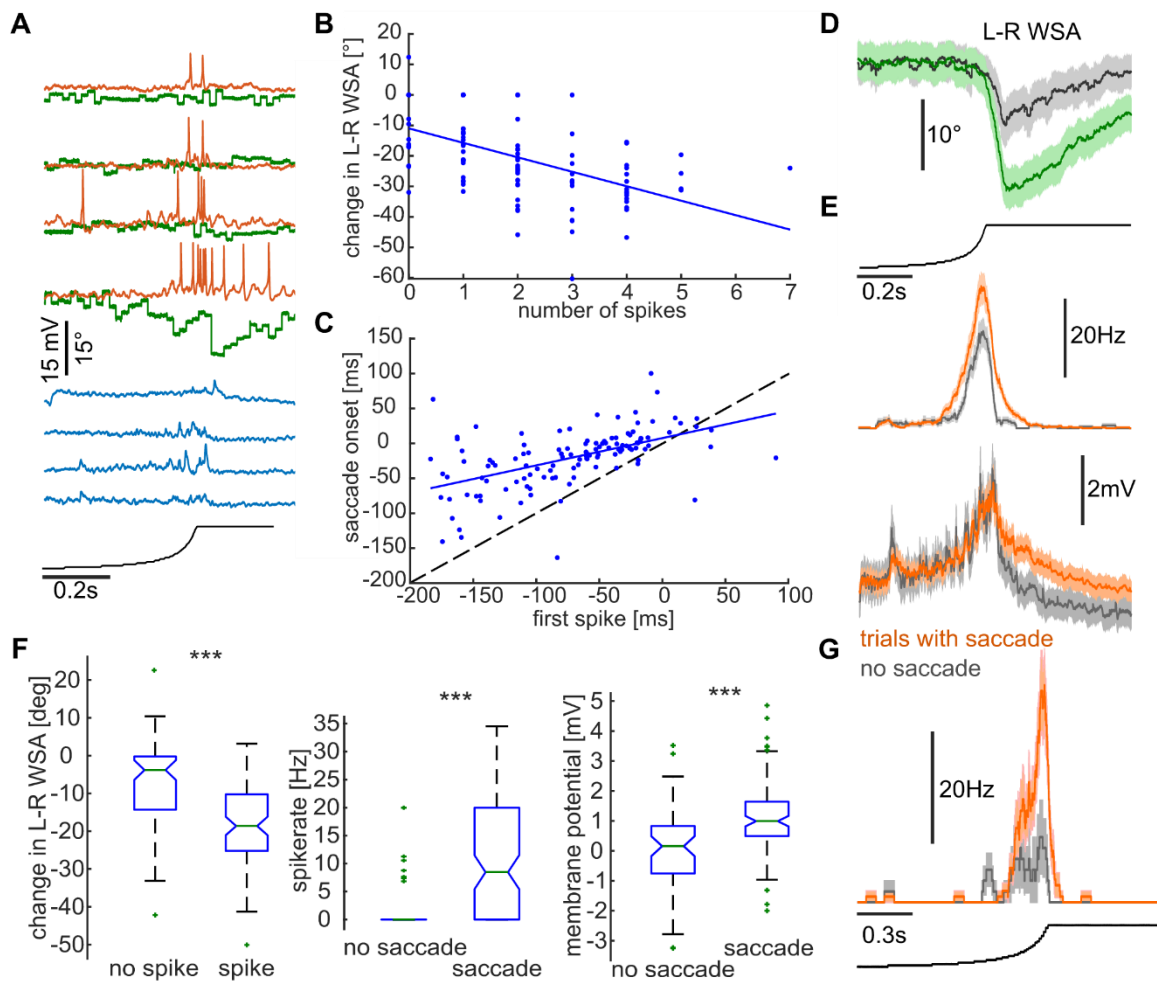 A
15 mV
15°
0.2s
B
change in L-R WSA [°]
20
10
0
-10
-20
-30
-40
-50
-60
0 1 2 3 4 5 6 7
number of spikes
C
saccade onset [ms]
100
50
0
-50
-100
-150
-200
-200 -150 -100 -50 0 50 100
first spike [ms]
D
L-R WSA
10°
E
0.2s
20Hz
2mV
trials with saccade
no saccade
F
change in L-R WSA [deg]
20
10
0
-10
-20
-30
-40
-50
***
no spike spike
spikerate [Hz]
35
30
25
20
15
10
5
0
***
no saccade
saccade
membrane potential [mV]
5
4
3
2
1
0
-1
-2
-3
***
no saccade
saccade
G
20Hz
0.3s